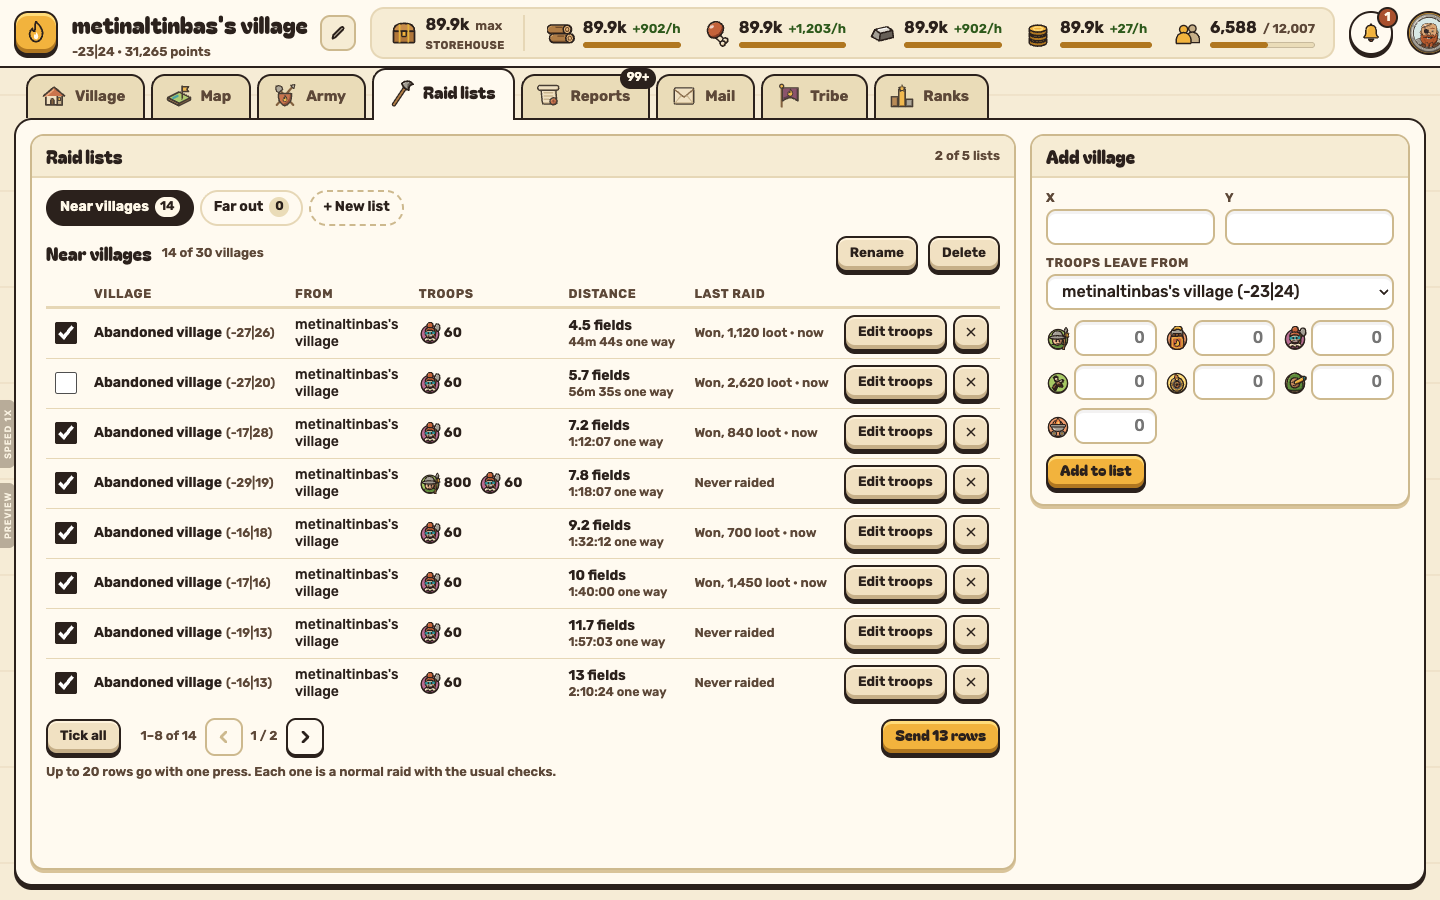 metinaltinbas's village
-23|24 • 31,265 points
89.9k max
STOREHOUSE
89.9k +902/h
89.9k +1,203/h
89.9k +902/h
89.9k +27/h
6,588 / 12,007
1
Village
Map
Army
Raid lists
Reports
99+
Mail
Tribe
Ranks
Raid lists
2 of 5 lists
Near villages 14
Far out 0
+ New list
Near villages 14 of 30 villages
Rename
Delete
VILLAGE FROM TROOPS DISTANCE LAST RAID
Abandoned village (-27|26) metinaltinbas's village 60 4.5 fields 44m 44s one way Won, 1,120 loot • now Edit troops ×
Abandoned village (-27|20) metinaltinbas's village 60 5.7 fields 56m 35s one way Won, 2,620 loot • now Edit troops ×
Abandoned village (-17|28) metinaltinbas's village 60 7.2 fields 1:12:07 one way Won, 840 loot • now Edit troops ×
Abandoned village (-29|19) metinaltinbas's village 800 60 7.8 fields 1:18:07 one way Never raided Edit troops ×
Abandoned village (-16|18) metinaltinbas's village 60 9.2 fields 1:32:12 one way Won, 700 loot • now Edit troops ×
Abandoned village (-17|16) metinaltinbas's village 60 10 fields 1:40:00 one way Won, 1,450 loot • now Edit troops ×
Abandoned village (-19|13) metinaltinbas's village 60 11.7 fields 1:57:03 one way Never raided Edit troops ×
Abandoned village (-16|13) metinaltinbas's village 60 13 fields 2:10:24 one way Never raided Edit troops ×
Tick all
1–8 of 14
1 / 2
Send 13 rows
Up to 20 rows go with one press. Each one is a normal raid with the usual checks.
Add village
X
Y
TROOPS LEAVE FROM
metinaltinbas's village (-23|24)
0 0 0
0 0 0
0
Add to list
SPEED 1X
PREVIEW